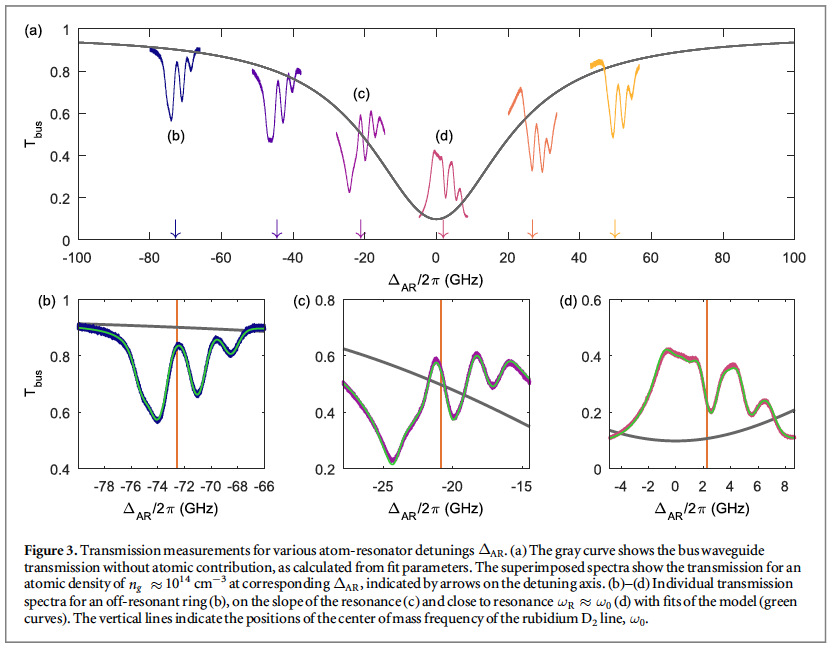 (a)
1
0.8
0.6
0.4
0.2
0
T_bus
(b)
(c)
(d)
-100 -80 -60 -40 -20 0 20 40 60 80 100
Δ_AR/2π (GHz)
(b)
1
0.8
0.6
0.4
T_bus
-78 -76 -74 -72 -70 -68 -66
Δ_AR/2π (GHz)
(c)
0.8
0.6
0.4
0.2
-25 -20 -15
Δ_AR/2π (GHz)
(d)
0.6
0.4
0.2
0
-4 -2 0 2 4 6 8
Δ_AR/2π (GHz)
Figure 3. Transmission measurements for various atom-resonator detunings Δ_AR. (a) The gray curve shows the bus waveguide
transmission without atomic contribution, as calculated from fit parameters. The superimposed spectra show the transmission for an
atomic density of n_g ≈ 10^14 cm^−3 at corresponding Δ_AR, indicated by arrows on the detuning axis. (b)–(d) Individual transmission
spectra for an off-resonant ring (b), on the slope of the resonance (c) and close to resonance ω_R ≈ ω_0 (d) with fits of the model (green
curves). The vertical lines indicate the positions of the center of mass frequency of the rubidium D_2 line, ω_0.